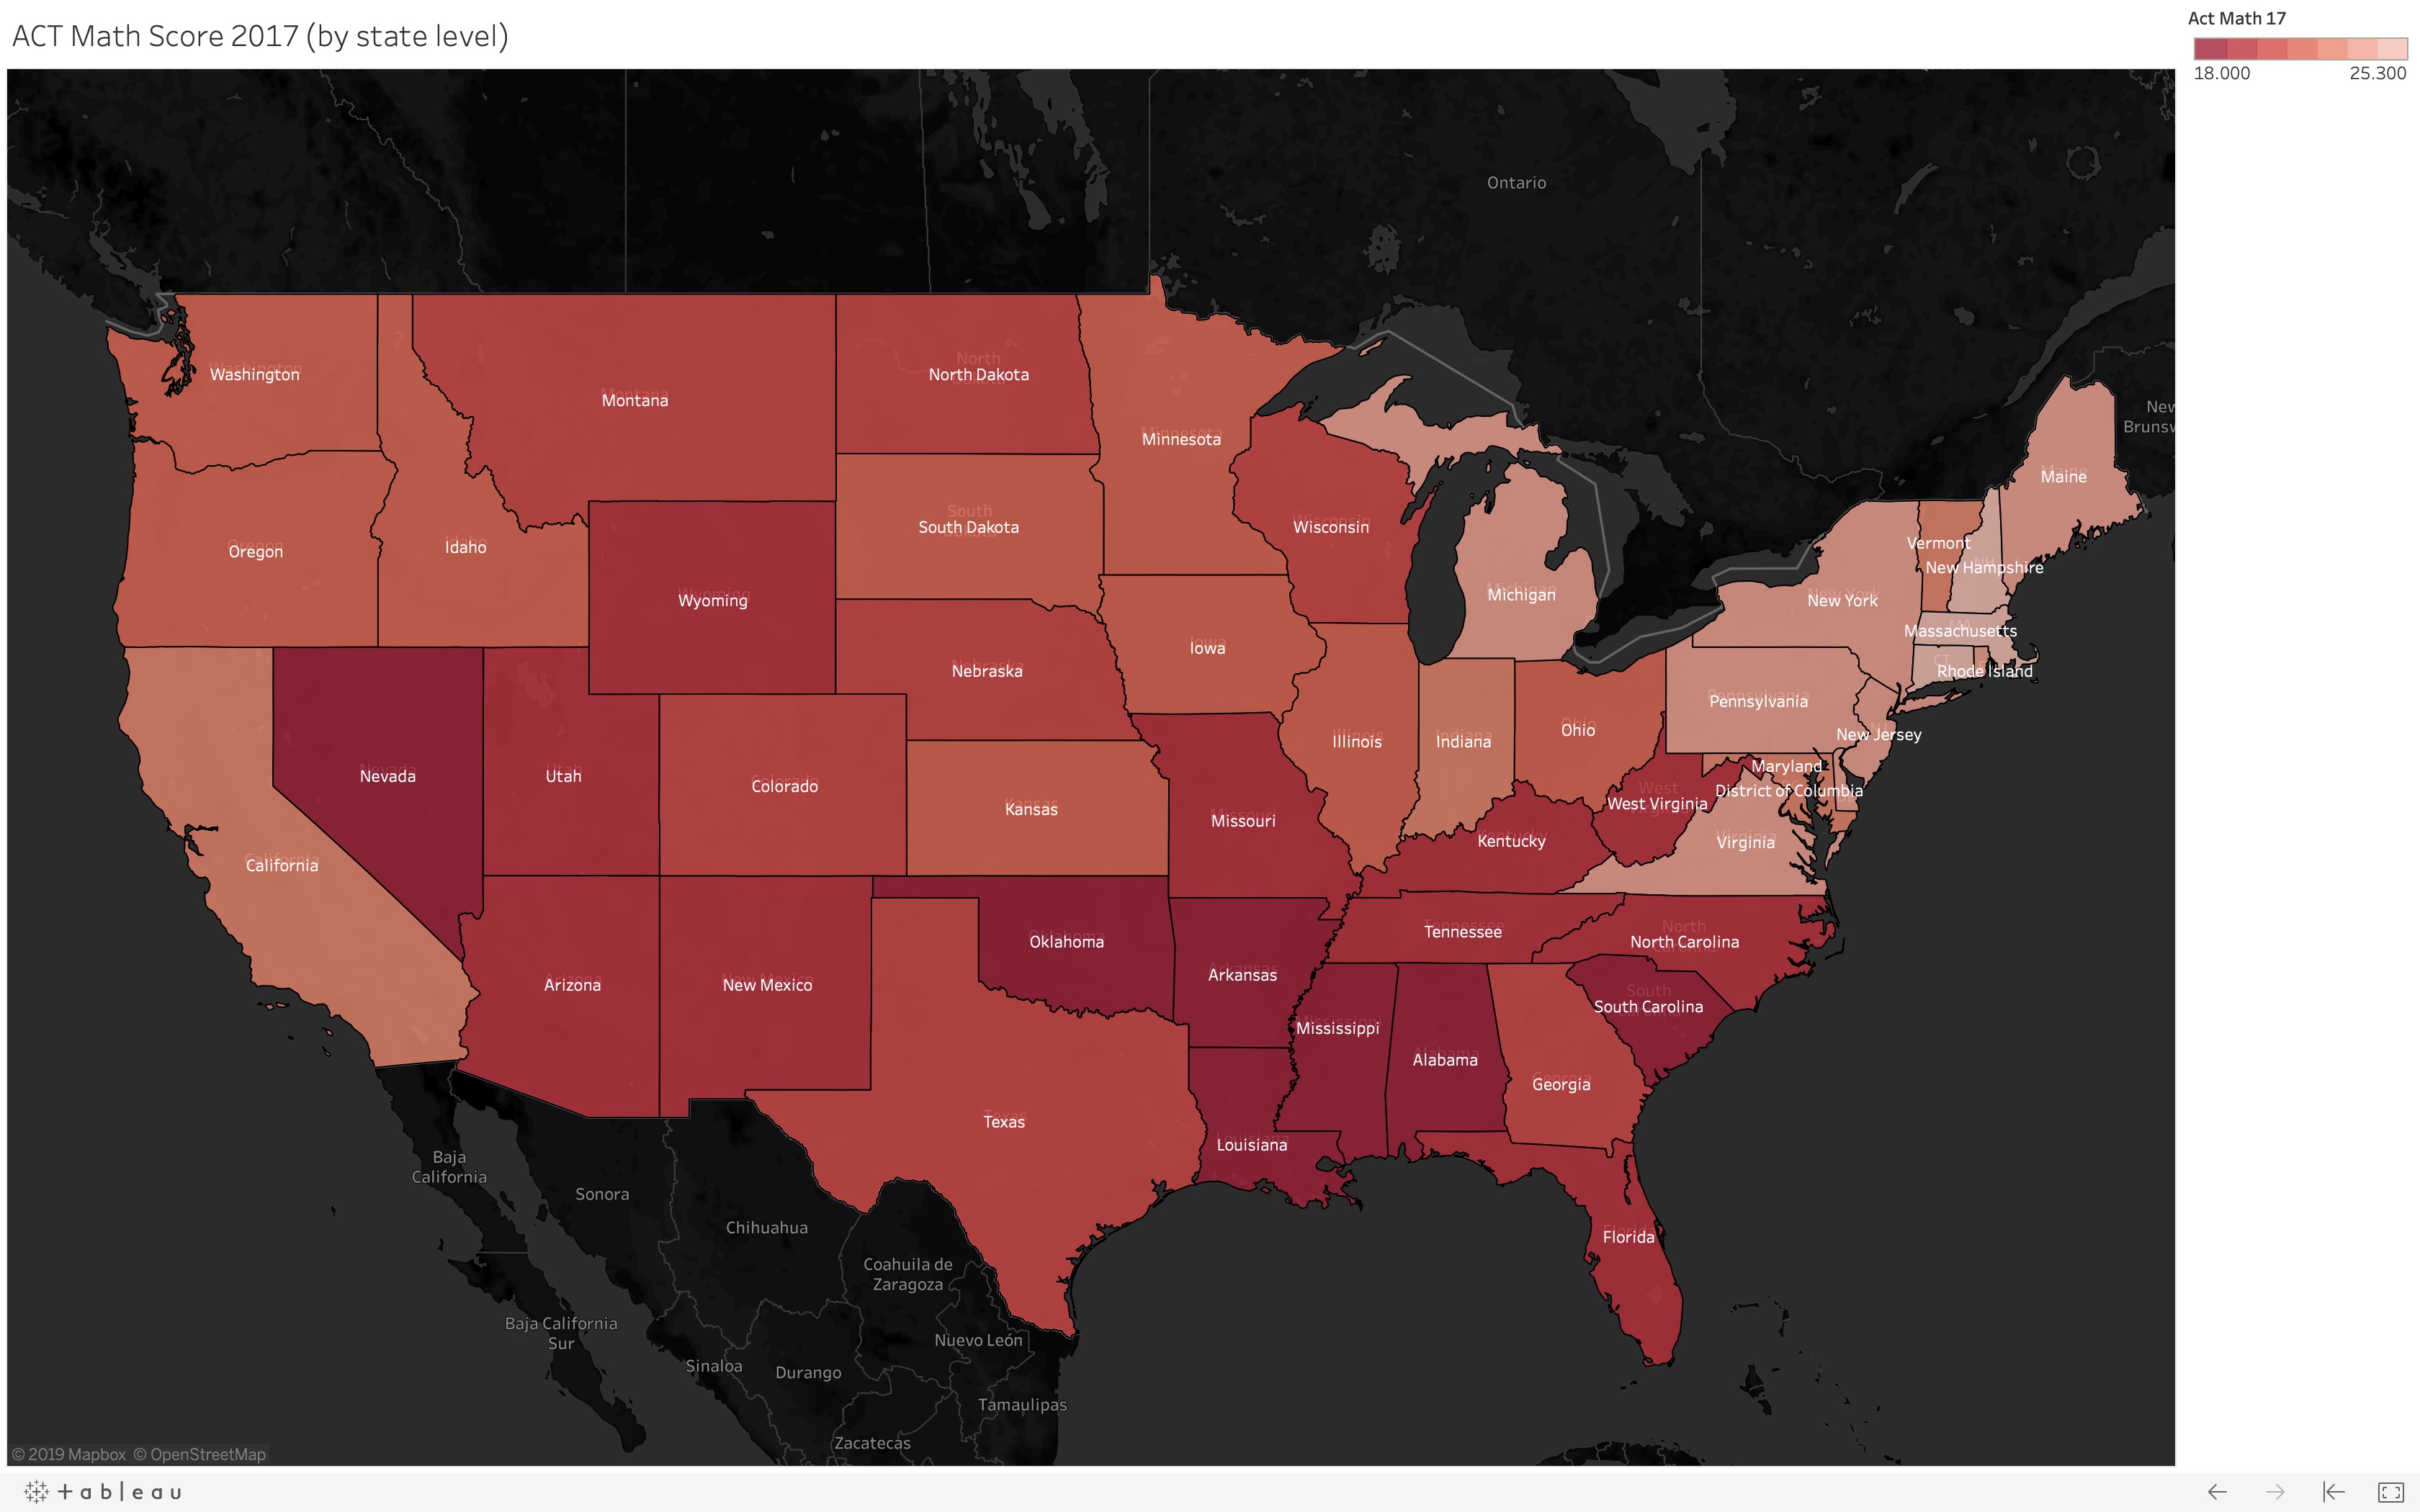 ACT Math Score 2017 (by state level)
Act Math 17
18.000
25.300
Ontario
New
Brunsw
Washington
Montana
North Dakota
Minnesota
Maine
Oregon
Idaho
South Dakota
Wisconsin
Vermont
New Hampshire
Wyoming
Michigan
New York
Massachusetts
Iowa
Nebraska
Rhode Island
Pennsylvania
Ohio
New Jersey
Illinois
Indiana
Nevada
Utah
Colorado
Maryland
District of Columbia
West Virginia
Kansas
Missouri
Kentucky
Virginia
California
Oklahoma
Tennessee
North Carolina
Arizona
New Mexico
Arkansas
South Carolina
Mississippi
Alabama
Georgia
Texas
Louisiana
Florida
Baja
California
Sonora
Chihuahua
Coahuila de
Zaragoza
Baja California
Sur
Nuevo León
Sinaloa
Durango
Tamaulipas
Zacatecas
© 2019 Mapbox © OpenStreetMap
+ableau